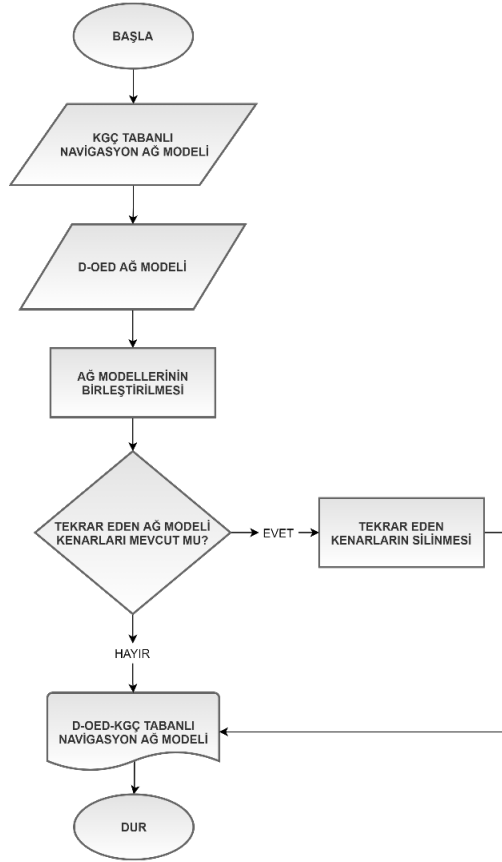 BAŞLA
KGÇ TABANLI
NAVİGASYON AĞ MODELİ
D-OED AĞ MODELİ
AĞ MODELLERİNİN
BİRLEŞTİRİLMESİ
TEKRAR EDEN AĞ MODELİ
KENARLARI MEVCUT MU?
EVET
TEKRAR EDEN
KENARLARIN SİLİNMESİ
HAYIR
D-OED-KGÇ TABANLI
NAVİGASYON AĞ MODELİ
DUR